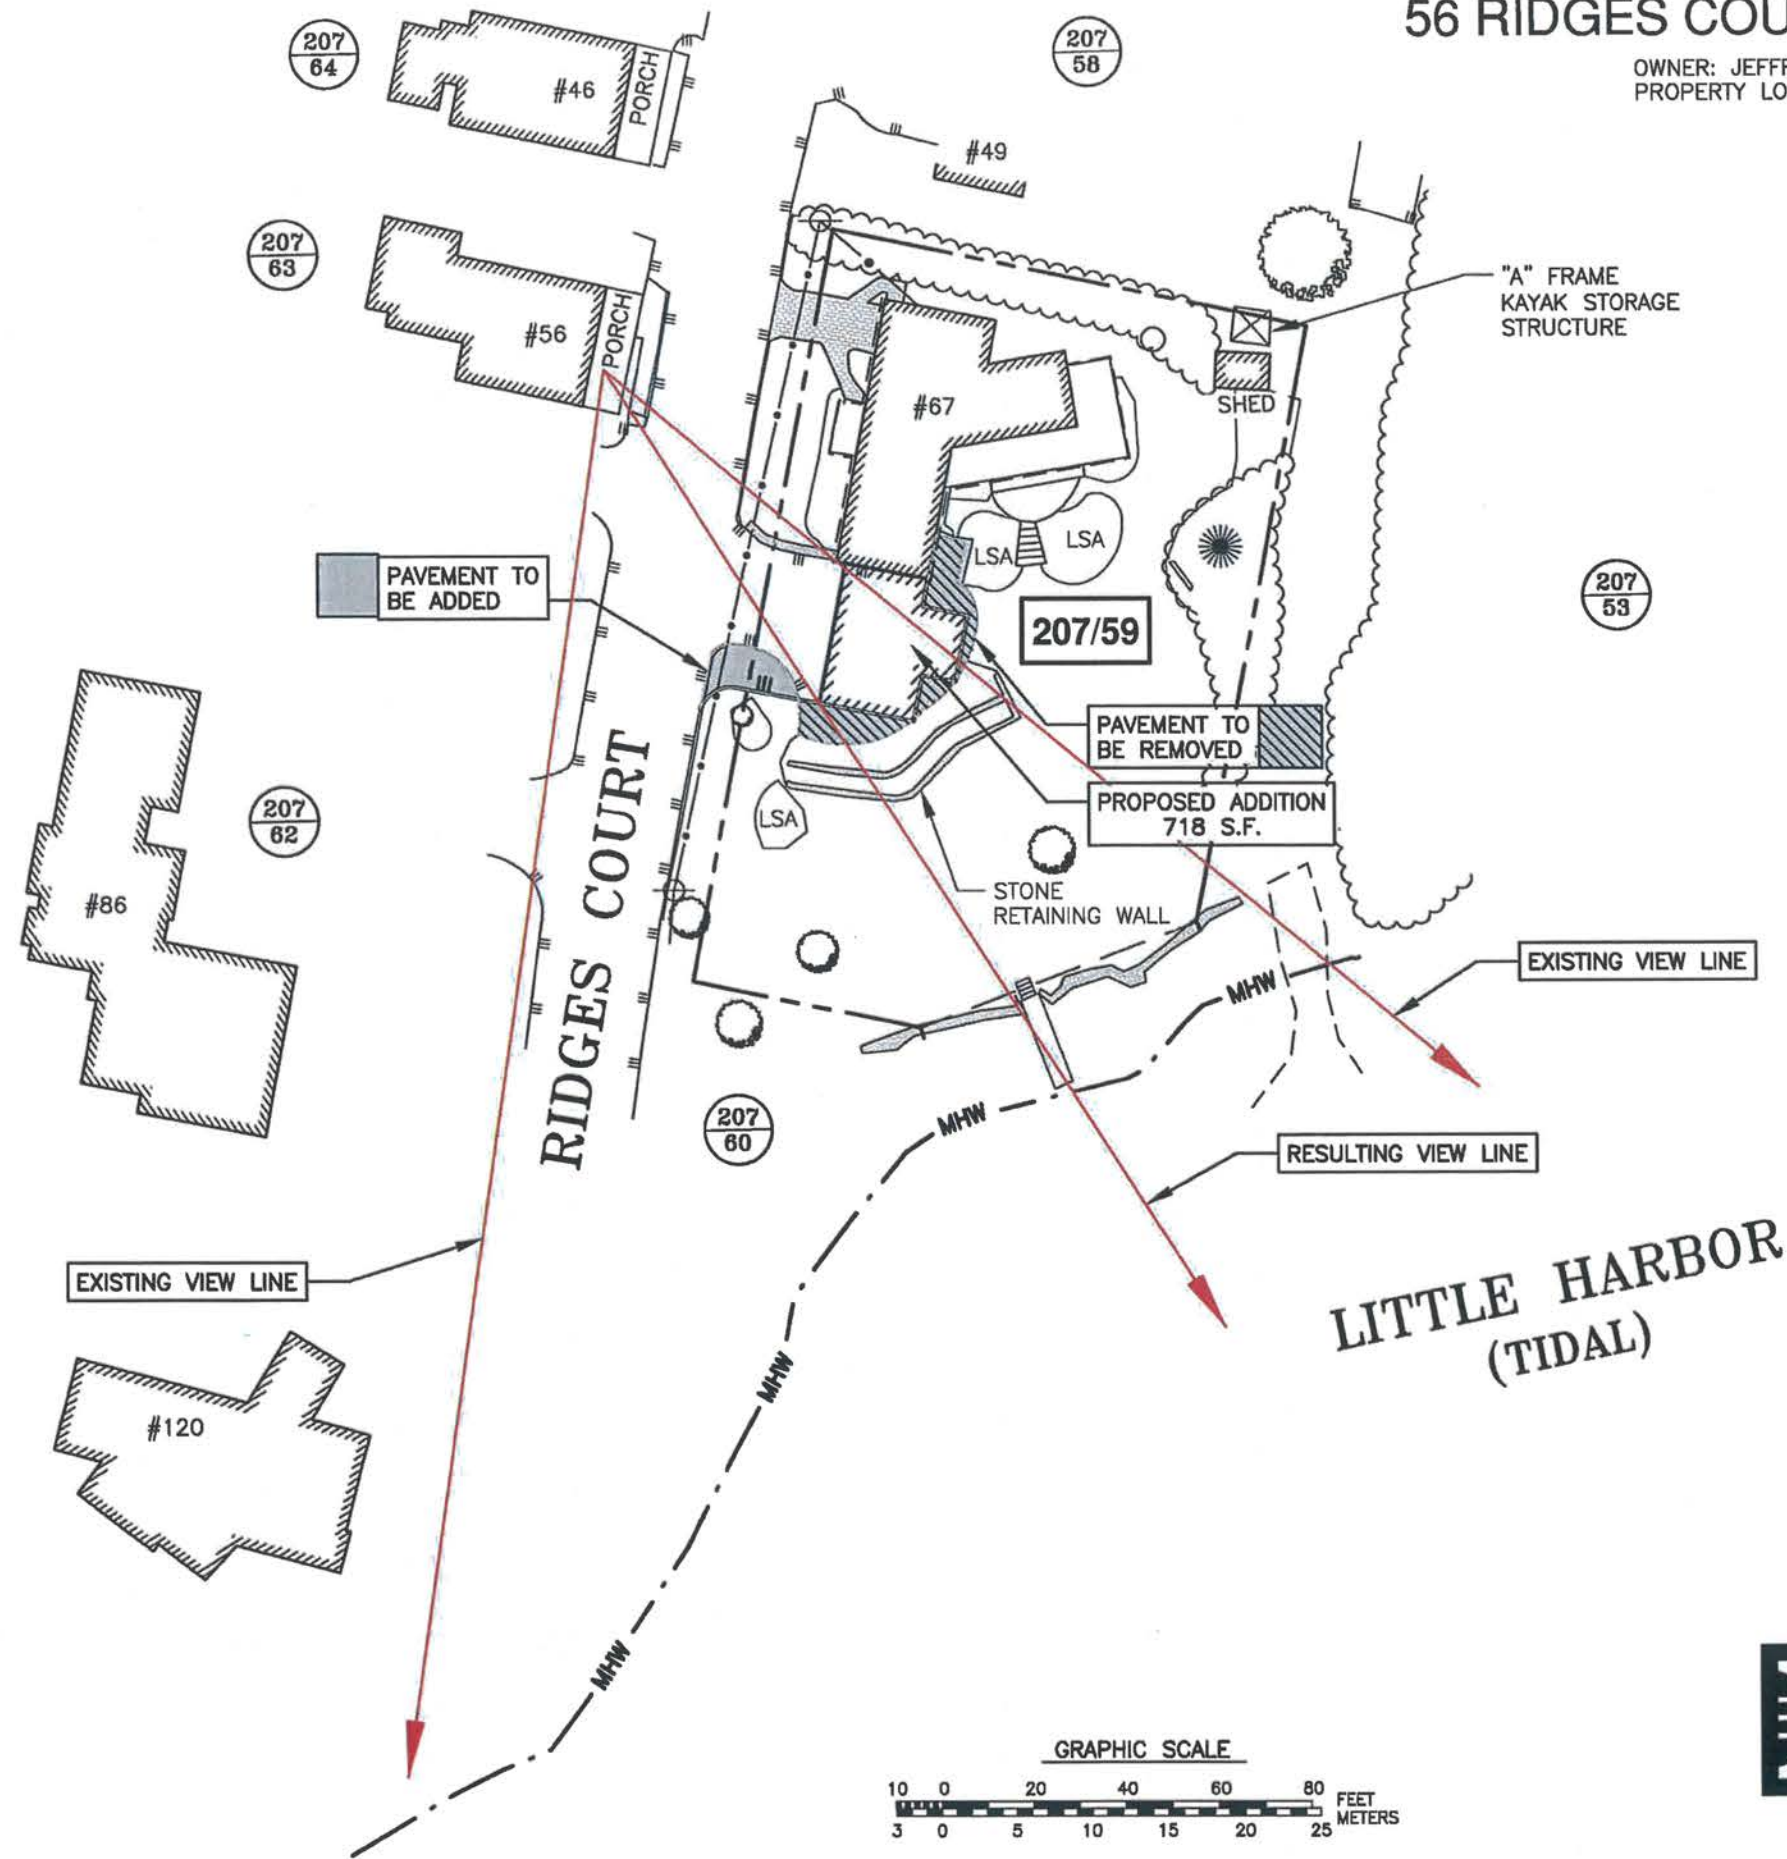 56 RIDGES COU
OWNER: JEFF
PROPERTY LO
207
64
#46
PORCH
207
58
#49
207
63
#56
PORCH
"A" FRAME
KAYAK STORAGE
STRUCTURE
#67
SHED
LSA
LSA
PAVEMENT TO
BE ADDED
207/59
207
53
PAVEMENT TO
BE REMOVED
PROPOSED ADDITION
718 S.F.
207
62
LSA
#86
STONE
RETAINING WALL
RIDGES COURT
EXISTING VIEW LINE
MHW
MHW
207
60
RESULTING VIEW LINE
EXISTING VIEW LINE
LITTLE HARBOR
(TIDAL)
MHW
#120
MHW
GRAPHIC SCALE
10 0 20 40 60 80 FEET
METERS
3 0 5 10 15 20 25